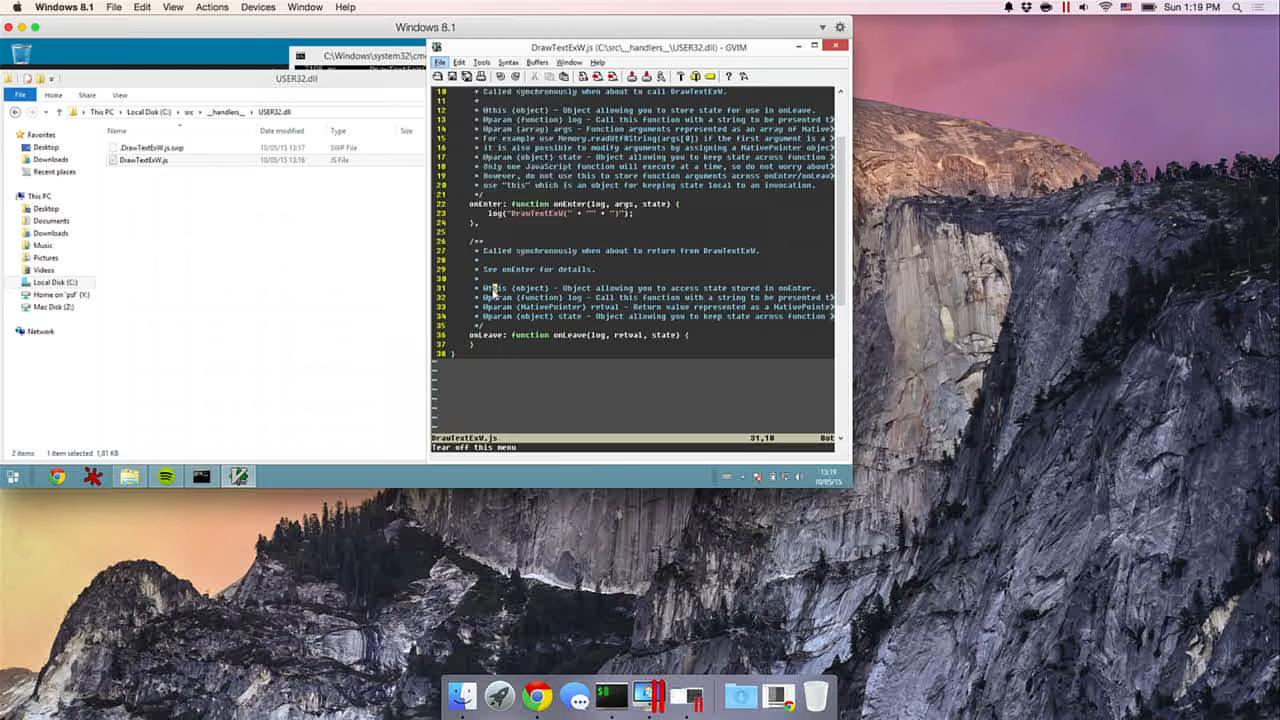 Windows 8.1 File Edit View Actions Devices Window Help Sun 1:19 PM
Windows 8.1
C:\Windows\system32\cmd
USER32.dll
File Home Share View
This PC Local Disk (C:) src __handlers__ USER32.dll
Name Date modified Type Size
.DrawTextExW.js.swp 10/05/15 13:17 SWP File
DrawTextExW.js 10/05/15 13:16 JS File
Favorites
Desktop
Downloads
Recent places
This PC
Desktop
Documents
Downloads
Music
Pictures
Videos
Local Disk (C:)
Home on 'psf' (Y:)
Mac Disk (Z:)
Network
2 items 1 item selected 1,81 KB
DrawTextExW.js (C:\src\__handlers__\USER32.dll) - GVIM
File Edit Tools Syntax Buffers Window Help
10 * Called synchronously when about to call DrawTextExW.
11 *
12 * @this {object} - Object allowing you to store state for use in onLeave.
13 * @param {function} log - Call this function with a string to be presented t
14 * @param {array} args - Function arguments represented as an array of Native
15 * For example use Memory.readUtf8String(args[0]) if the first argument is a
16 * It is also possible to modify arguments by assigning a NativePointer objec
17 * @param {object} state - Object allowing you to keep state across function
18 * Only one JavaScript function will execute at a time, so do not worry about
19 * However, do not use this to store function arguments across onEnter/onLeav
20 * use "this" which is an object for keeping state local to an invocation.
21 */
22 onEnter: function onEnter(log, args, state) {
23 log("DrawTextExW(" + "" + ")");
24 },
25
26 /**
27 * Called synchronously when about to return from DrawTextExW.
28 *
29 * See onEnter for details.
30 *
31 * @this {object} - Object allowing you to access state stored in onEnter.
32 * @param {function} log - Call this function with a string to be presented t
33 * @param {NativePointer} retval - Return value represented as a NativePointe
34 * @param {object} state - Object allowing you to keep state across function
35 */
36 onLeave: function onLeave(log, retval, state) {
37 }
38 }
DrawTextExW.js 31,10 Bot
Tear off this menu
13:19
10/05/15